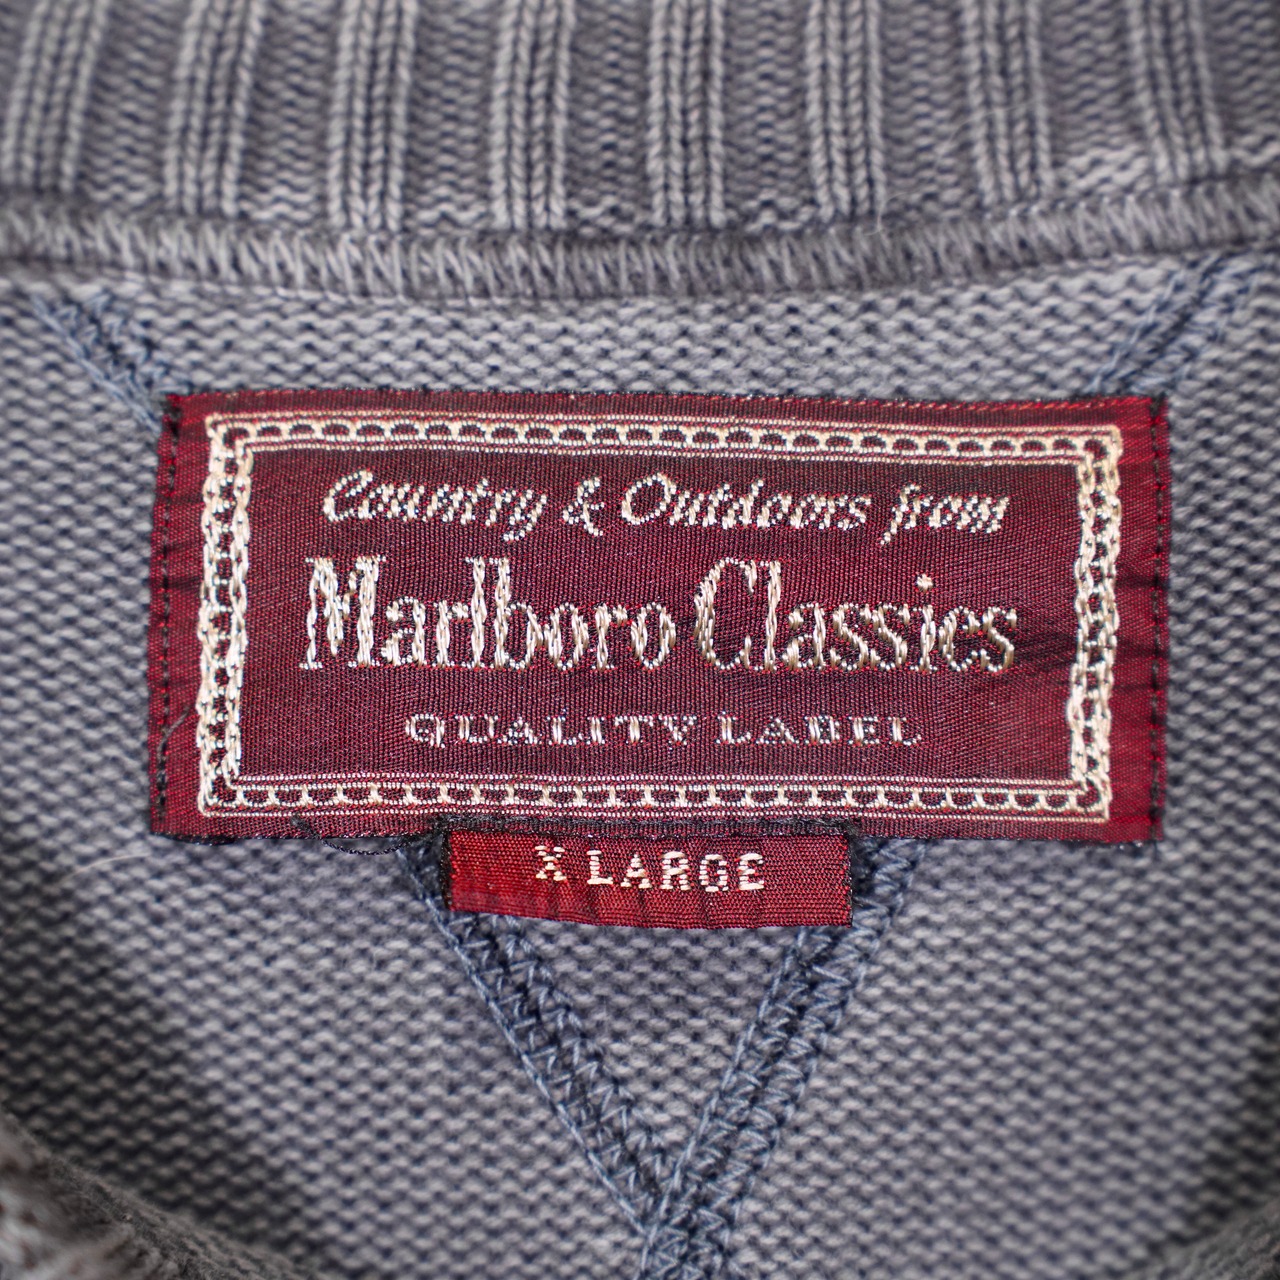 Country & Outdoors from
Marlboro Classics
QUALITY LABEL
X LARGE